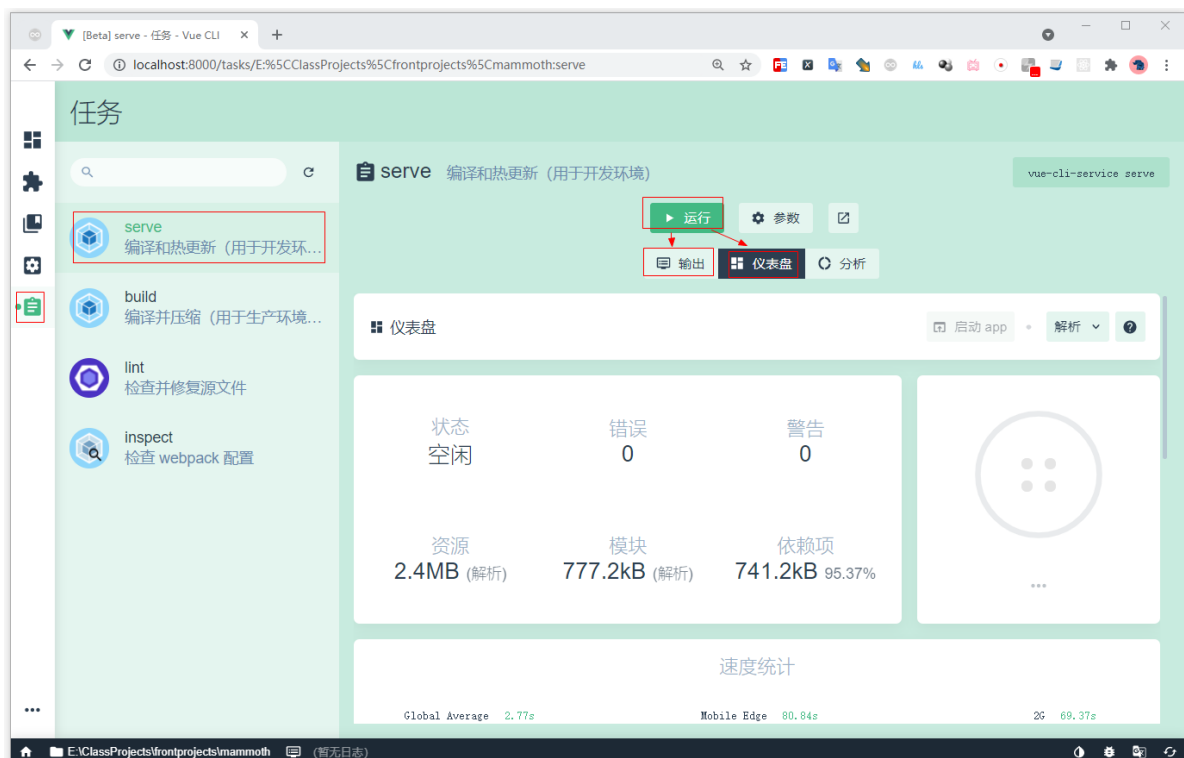 [Beta] serve - 任务 - Vue CLI
localhost:8000/tasks/E:%5CClassProjects%5Cfrontprojects%5Cmammoth:serve
任务
serve 编译和热更新（用于开发环境）
vue-cli-service serve
serve
编译和热更新（用于开发环...
运行
参数
输出
仪表盘
分析
build
编译并压缩（用于生产环境...
仪表盘
启动 app
解析
lint
检查并修复源文件
inspect
检查 webpack 配置
状态
空闲
错误
0
警告
0
资源
2.4MB (解析)
模块
777.2kB (解析)
依赖项
741.2kB 95.37%
速度统计
Global Average 2.77s
Mobile Edge 80.84s
2G 69.37s
E:\ClassProjects\frontprojects\mammoth
(暂无日志)